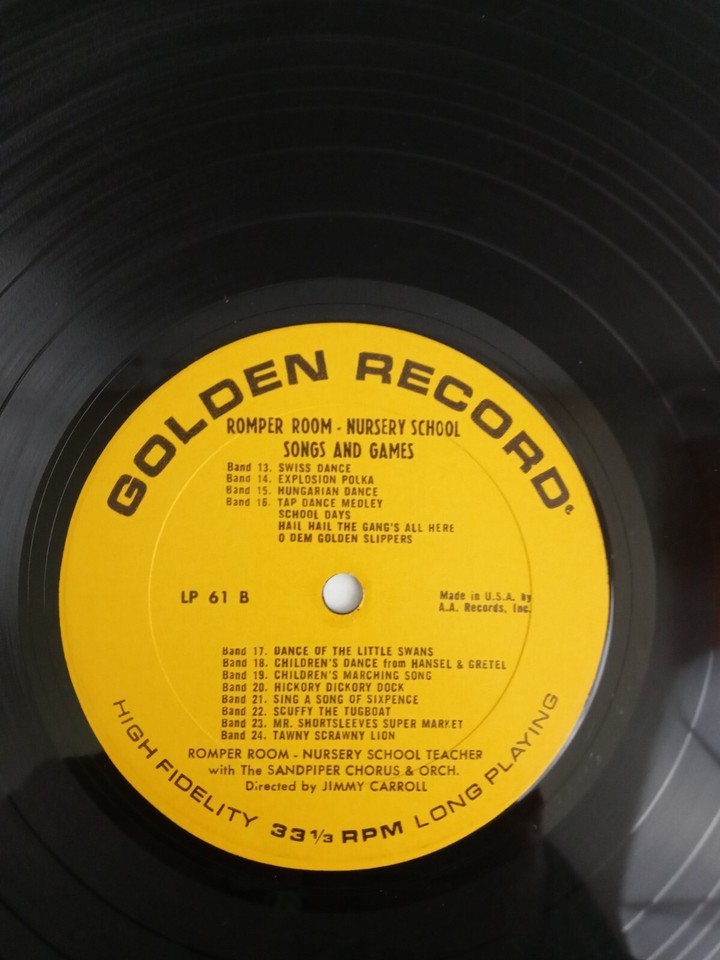 GOLDEN RECORD
ROMPER ROOM - NURSERY SCHOOL
SONGS AND GAMES
Band 13. SWISS DANCE
Band 14. EXPLOSION POLKA
Band 15. HUNGARIAN DANCE
Band 16. TAP DANCE MEDLEY
SCHOOL DAYS
HAIL HAIL THE GANG'S ALL HERE
O DEM GOLDEN SLIPPERS
LP 61 B
Made in U.S.A. by
A.A. Records, Inc.
Band 17. DANCE OF THE LITTLE SWANS
Band 18. CHILDREN'S DANCE from HANSEL & GRETEL
Band 19. CHILDREN'S MARCHING SONG
Band 20. HICKORY DICKORY DOCK
Band 21. SING A SONG OF SIXPENCE
Band 22. SCUFFY THE TUGBOAT
Band 23. MR. SHORTSLEEVES SUPER MARKET
Band 24. TAWNY SCRAWNY LION
ROMPER ROOM - NURSERY SCHOOL TEACHER
with The SANDPIPER CHORUS & ORCH.
Directed by JIMMY CARROLL
HIGH FIDELITY 33 1/3 RPM LONG PLAYING